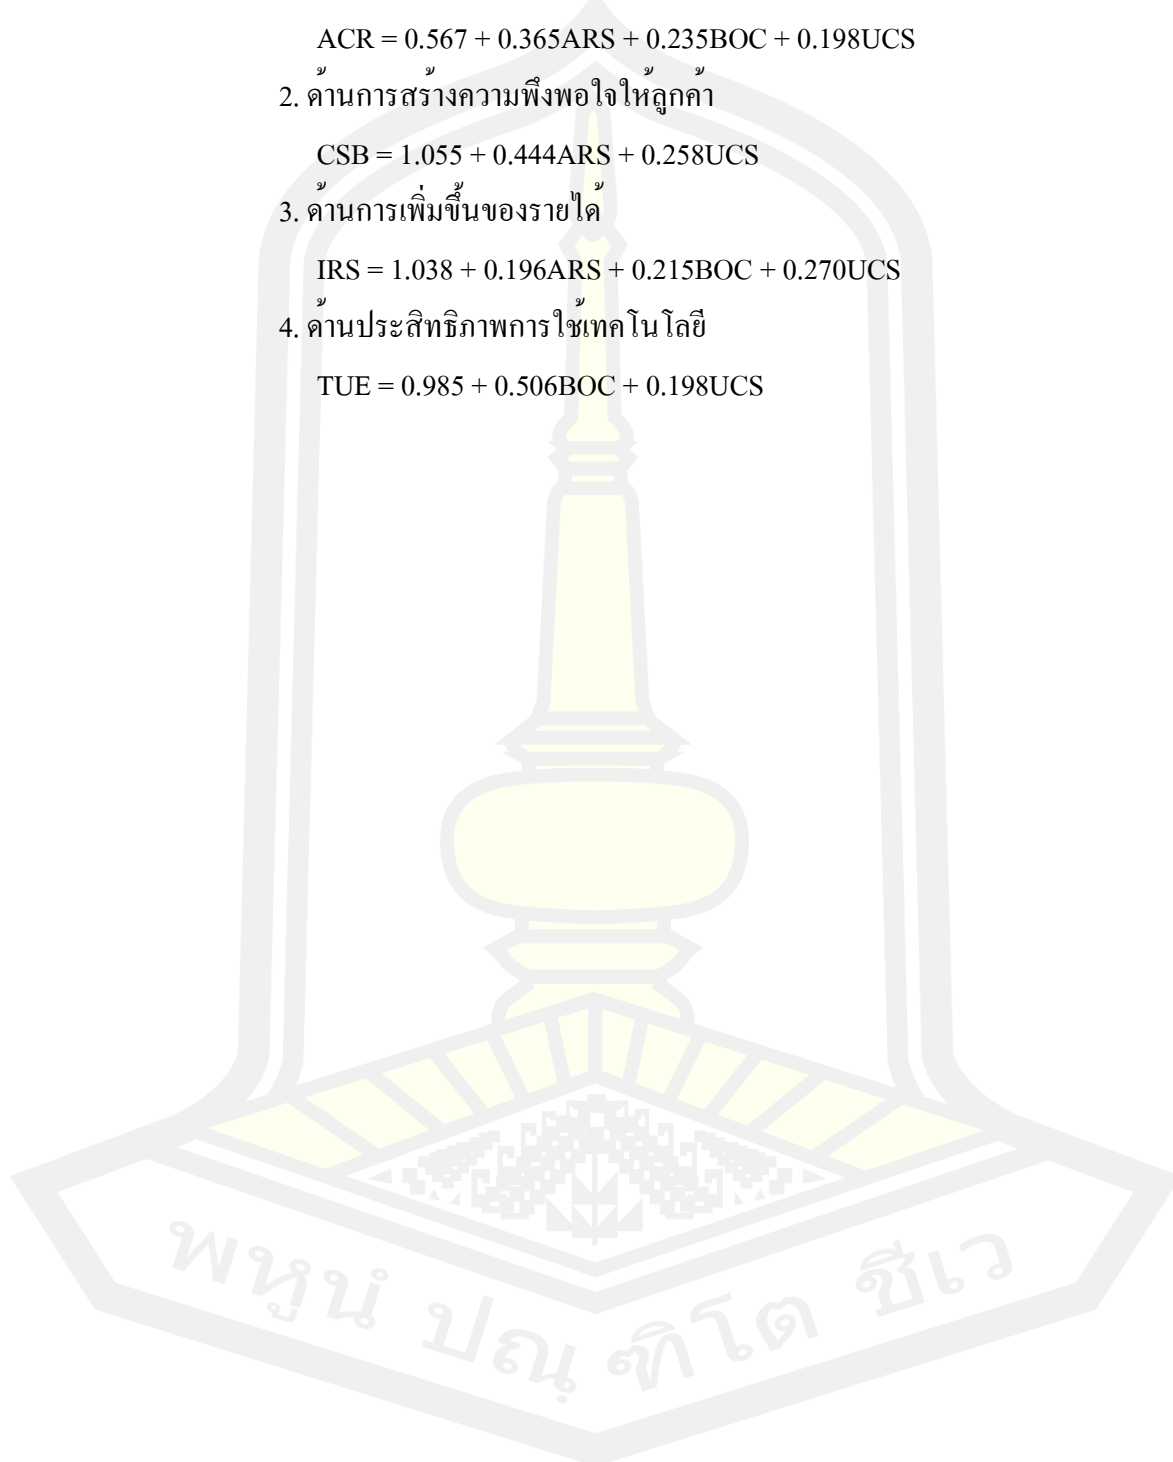 ACR = 0.567 + 0.365ARS + 0.235BOC + 0.198UCS
2. ด้านการสร้างความพึงพอใจให้ลูกค้า
CSB = 1.055 + 0.444ARS + 0.258UCS
3. ด้านการเพิ่มขึ้นของรายได้
IRS = 1.038 + 0.196ARS + 0.215BOC + 0.270UCS
4. ด้านประสิทธิภาพการใช้เทคโนโลยี
TUE = 0.985 + 0.506BOC + 0.198UCS
พหูนํ ปณฺฑิโต ชีเว